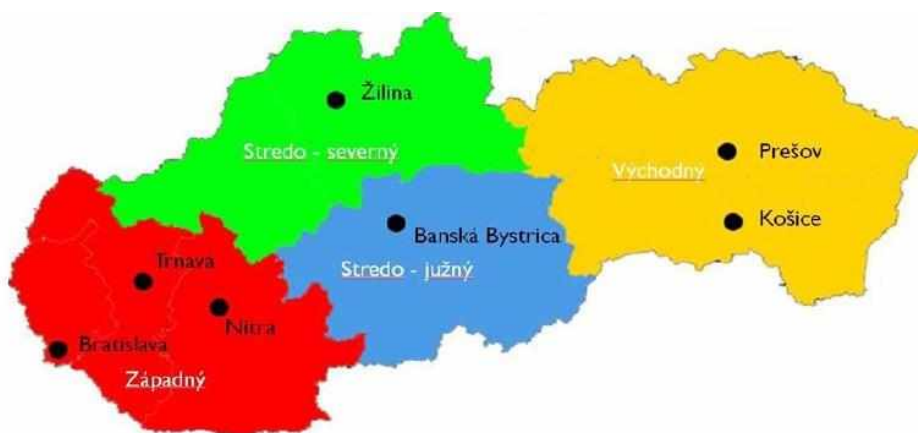 Žilina
Stredo - severný
Prešov
Východný
Košice
Banská Bystrica
Stredo - južný
Trnava
Nitra
Bratislava
Západný